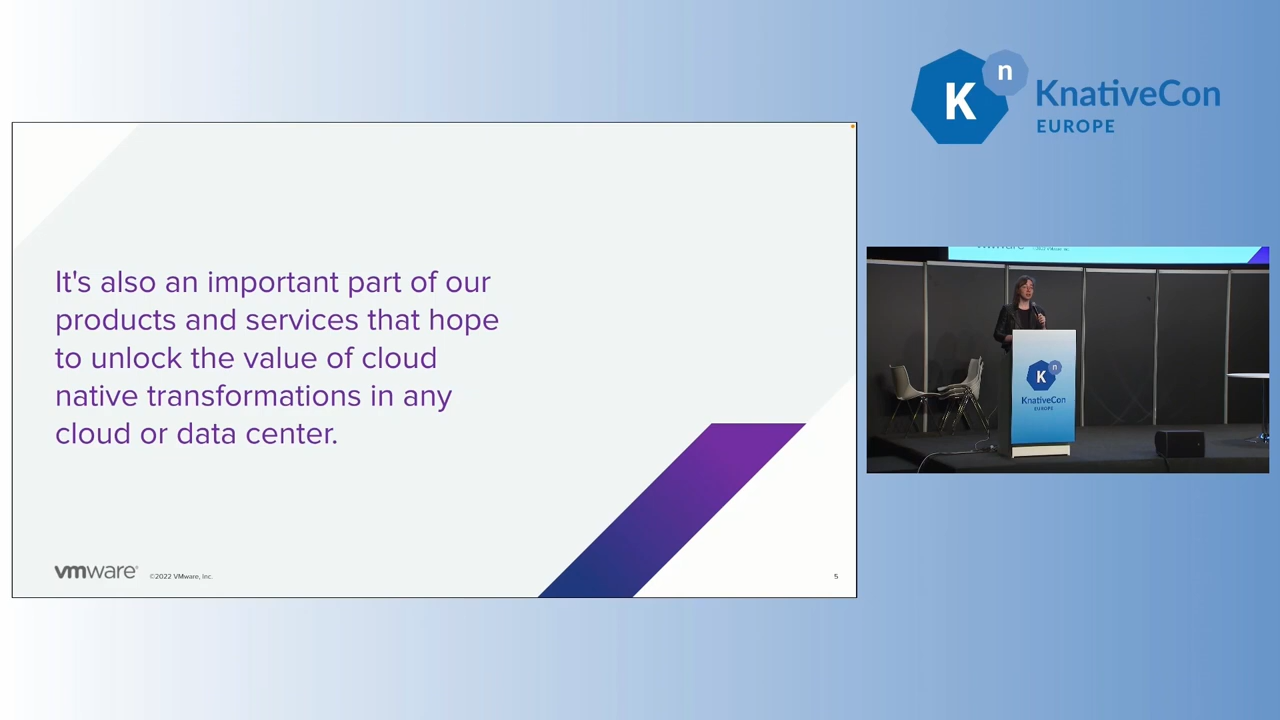 K
n
KnativeCon
EUROPE
It's also an important part of our
products and services that hope
to unlock the value of cloud
native transformations in any
cloud or data center.
vmware®
©2022 VMware, Inc.
5
K
n
KnativeCon
EUROPE